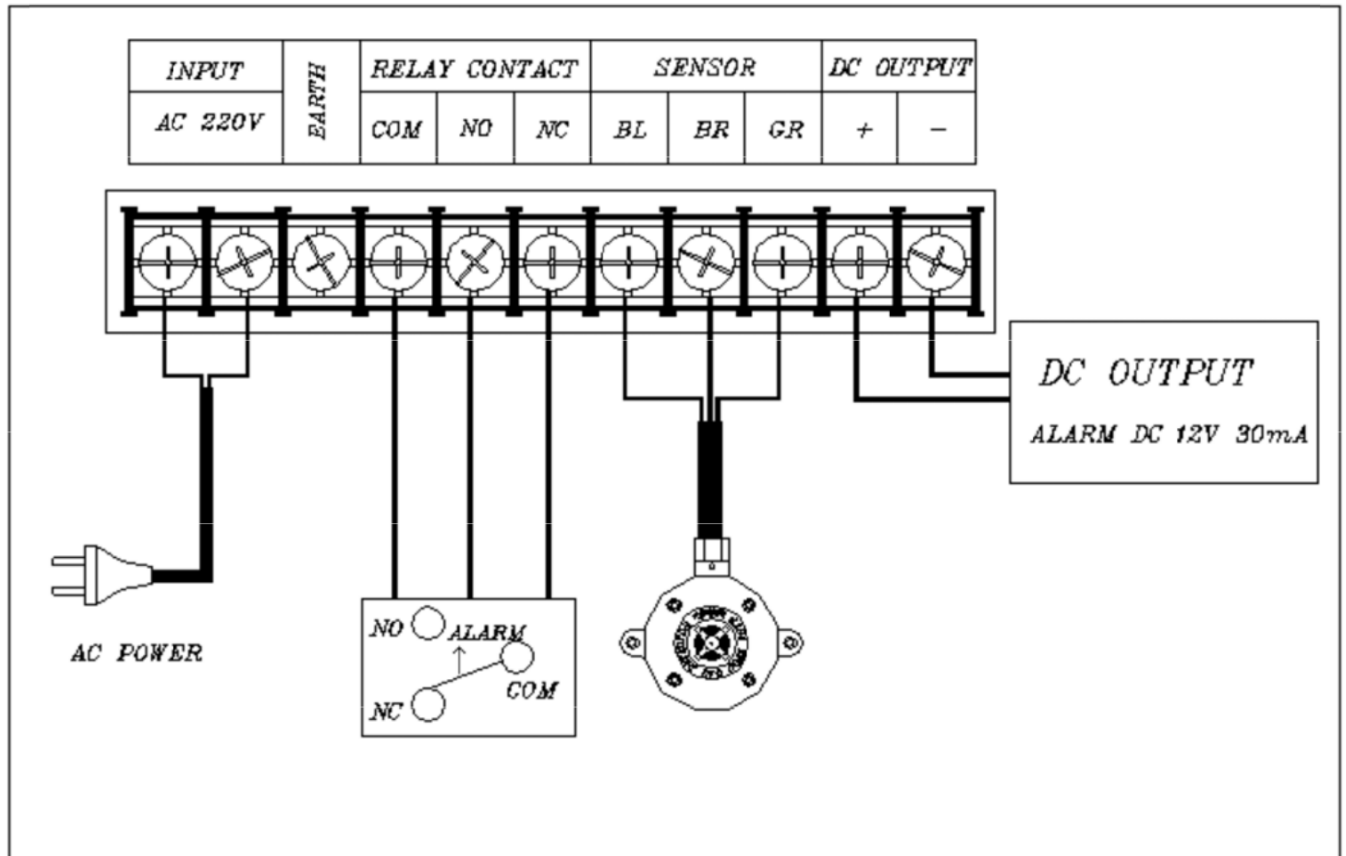 INPUT
EARTH
RELAY CONTACT
SENSOR
DC OUTPUT
AC 220V
COM
NO
NC
BL
BR
GR
+
-
DC OUTPUT
ALARM DC 12V 30mA
AC POWER
NO
ALARM
COM
NC